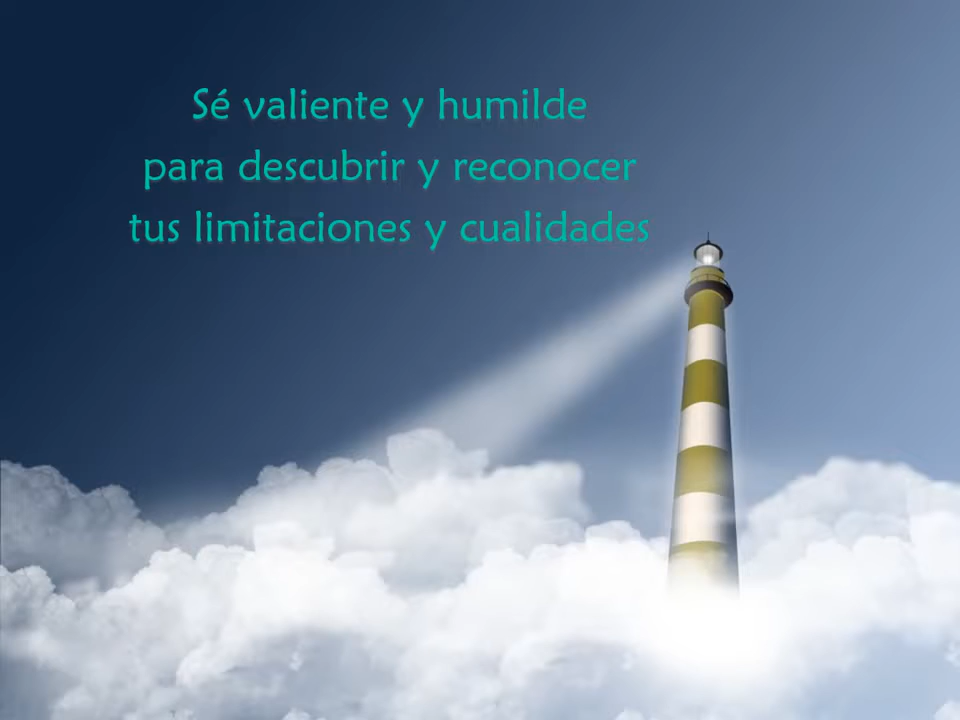 Sé valiente y humilde
para descubrir y reconocer
tus limitaciones y cualidades